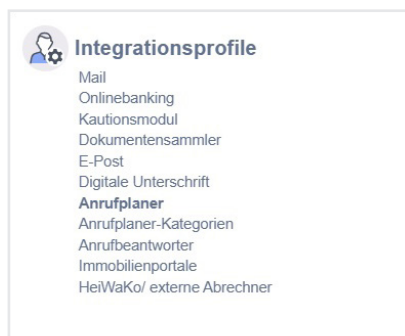 Integrationsprofile
Mail
Onlinebanking
Kautionsmodul
Dokumentensammler
E-Post
Digitale Unterschrift
Anrufplaner
Anrufplaner-Kategorien
Anrufbeantworter
Immobilienportale
HeiWaKo/ externe Abrechner